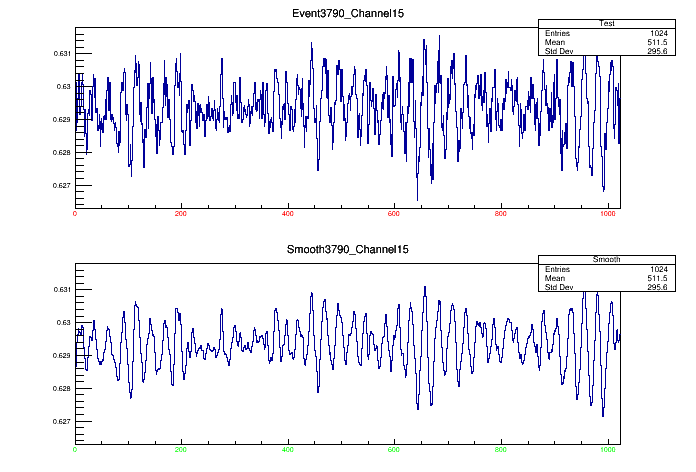 Event3790_Channel15
Test
Entries 1024
Mean 511.5
Std Dev 295.6
0.631
0.63
0.629
0.628
0.627
0 200 400 600 800 1000
Smooth3790_Channel15
Smooth
Entries 1024
Mean 511.5
Std Dev 295.6
0.631
0.63
0.629
0.628
0.627
0 200 400 600 800 1000